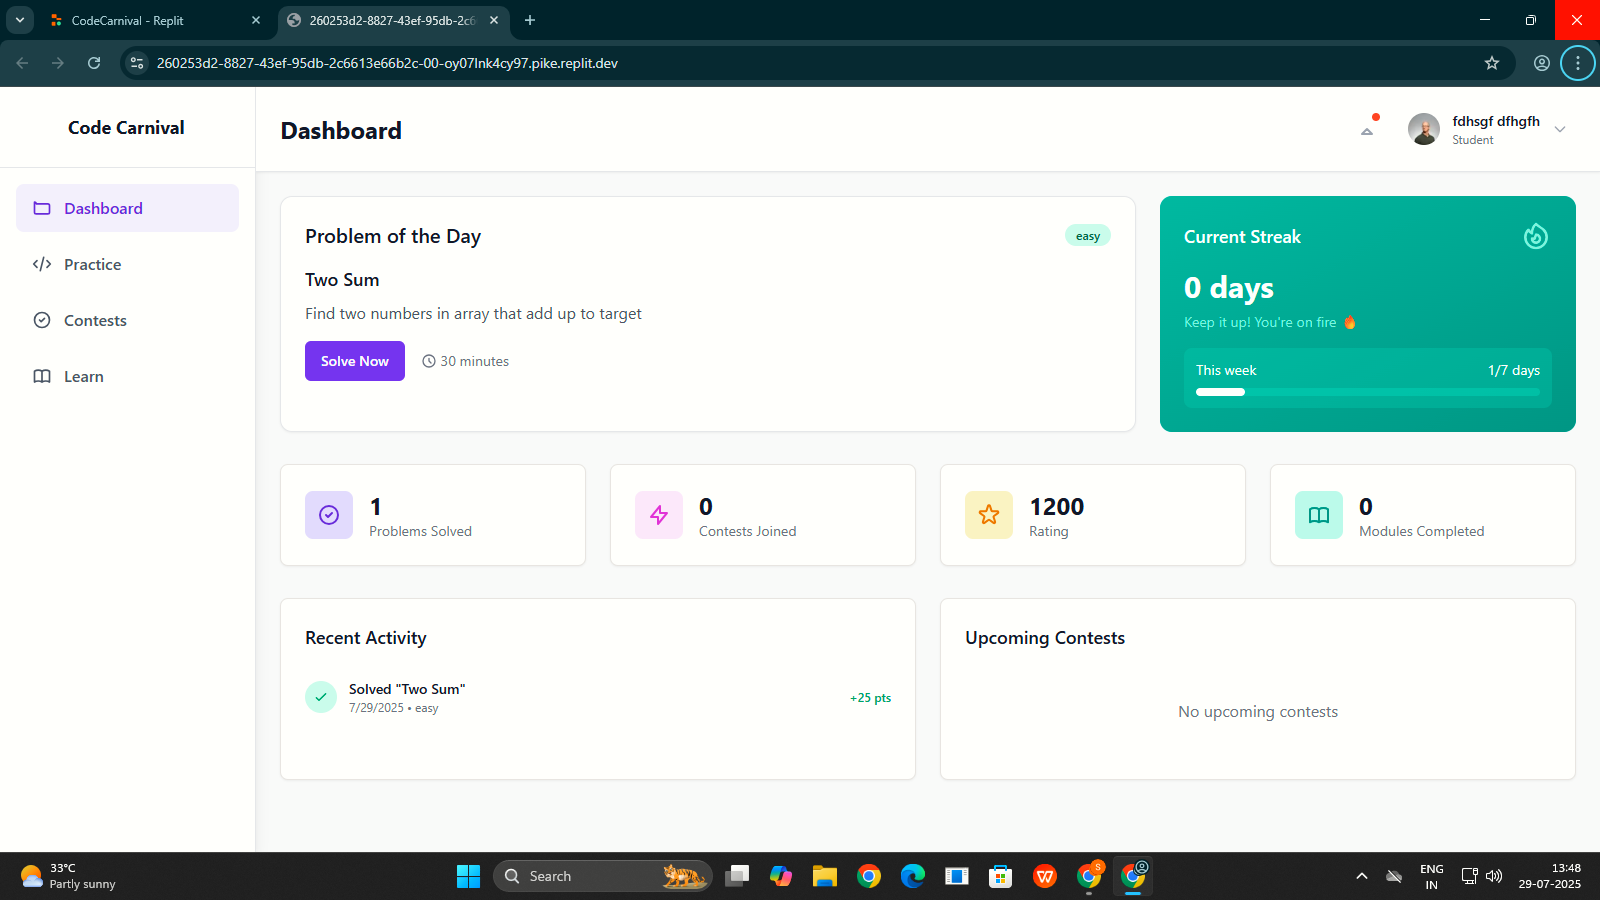 CodeCarnival - Replit
260253d2-8827-43ef-95db-2c6
260253d2-8827-43ef-95db-2c6613e66b2c-00-oy07lnk4cy97.pike.replit.dev
Code Carnival
Dashboard
fdhsgf dfhgfh
Student
Dashboard
Practice
Contests
Learn
Problem of the Day
easy
Two Sum
Find two numbers in array that add up to target
Solve Now
30 minutes
Current Streak
0 days
Keep it up! You're on fire 🔥
This week
1/7 days
1
Problems Solved
0
Contests Joined
1200
Rating
0
Modules Completed
Recent Activity
Solved "Two Sum"
7/29/2025 • easy
+25 pts
Upcoming Contests
No upcoming contests
33°C
Partly sunny
Search
S
ENG
IN
13:48
29-07-2025